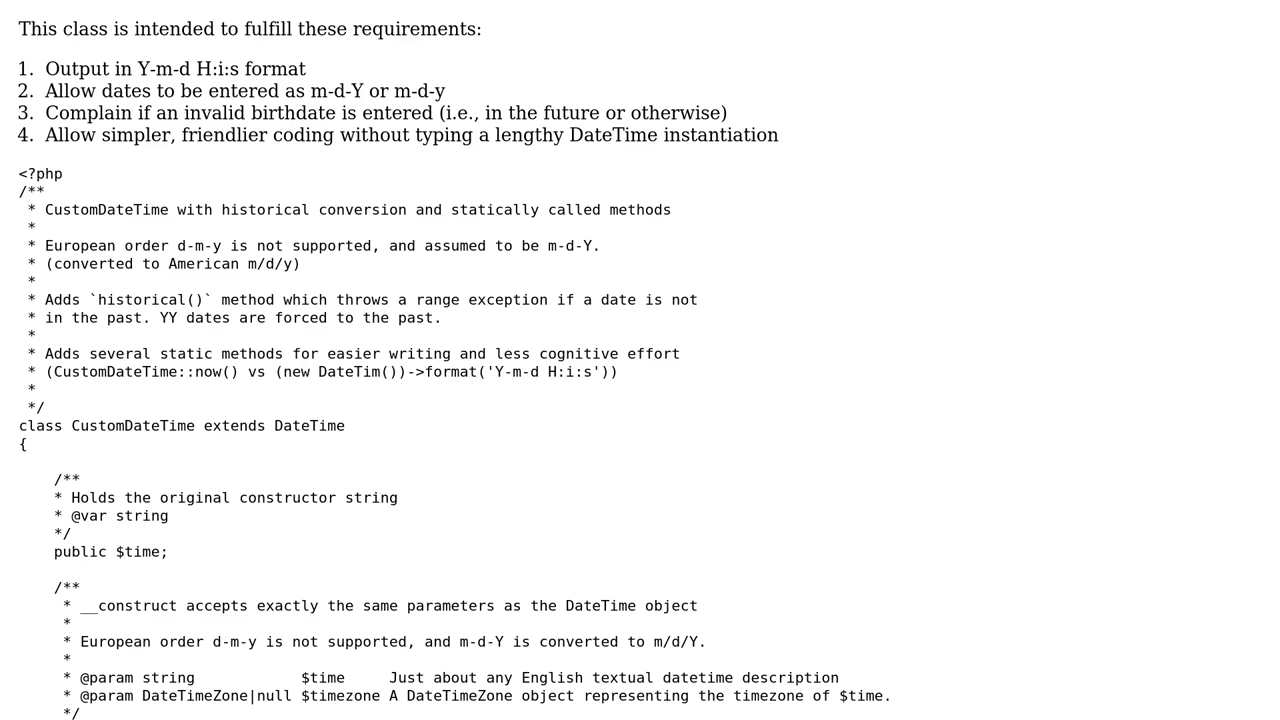 This class is intended to fulfill these requirements:
1. Output in Y-m-d H:i:s format
2. Allow dates to be entered as m-d-Y or m-d-y
3. Complain if an invalid birthdate is entered (i.e., in the future or otherwise)
4. Allow simpler, friendlier coding without typing a lengthy DateTime instantiation
<?php
/**
 * CustomDateTime with historical conversion and statically called methods
 *
 * European order d-m-y is not supported, and assumed to be m-d-Y.
 * (converted to American m/d/y)
 *
 * Adds `historical()` method which throws a range exception if a date is not
 * in the past. YY dates are forced to the past.
 *
 * Adds several static methods for easier writing and less cognitive effort
 * (CustomDateTime::now() vs (new DateTim())->format('Y-m-d H:i:s'))
 *
 */
class CustomDateTime extends DateTime
{
    /**
    * Holds the original constructor string
    * @var string
    */
    public $time;
    /**
     * __construct accepts exactly the same parameters as the DateTime object
     *
     * European order d-m-y is not supported, and m-d-Y is converted to m/d/Y.
     *
     * @param string            $time     Just about any English textual datetime description
     * @param DateTimeZone|null $timezone A DateTimeZone object representing the timezone of $time.
     */